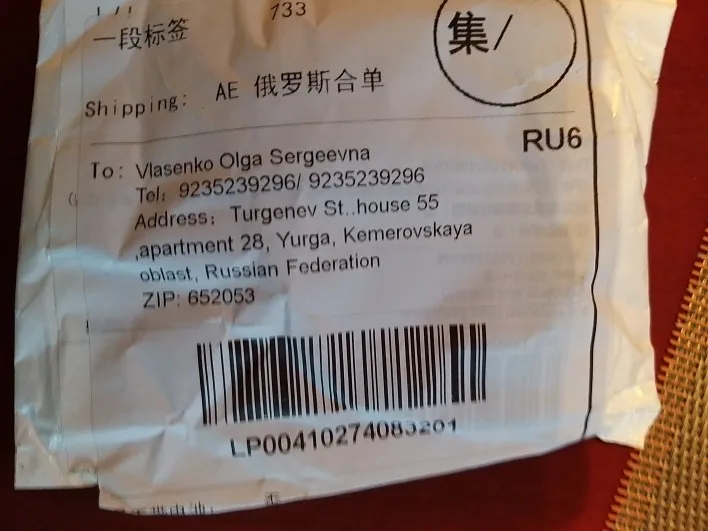 733
一段标签
集/
Shipping: AE 俄罗斯合单
RU6
To: Vlasenko Olga Sergeevna
Tel: 9235239296/ 9235239296
Address: Turgenev St..house 55
,apartment 28, Yurga, Kemerovskaya
oblast, Russian Federation
ZIP: 652053
LP00410274083201